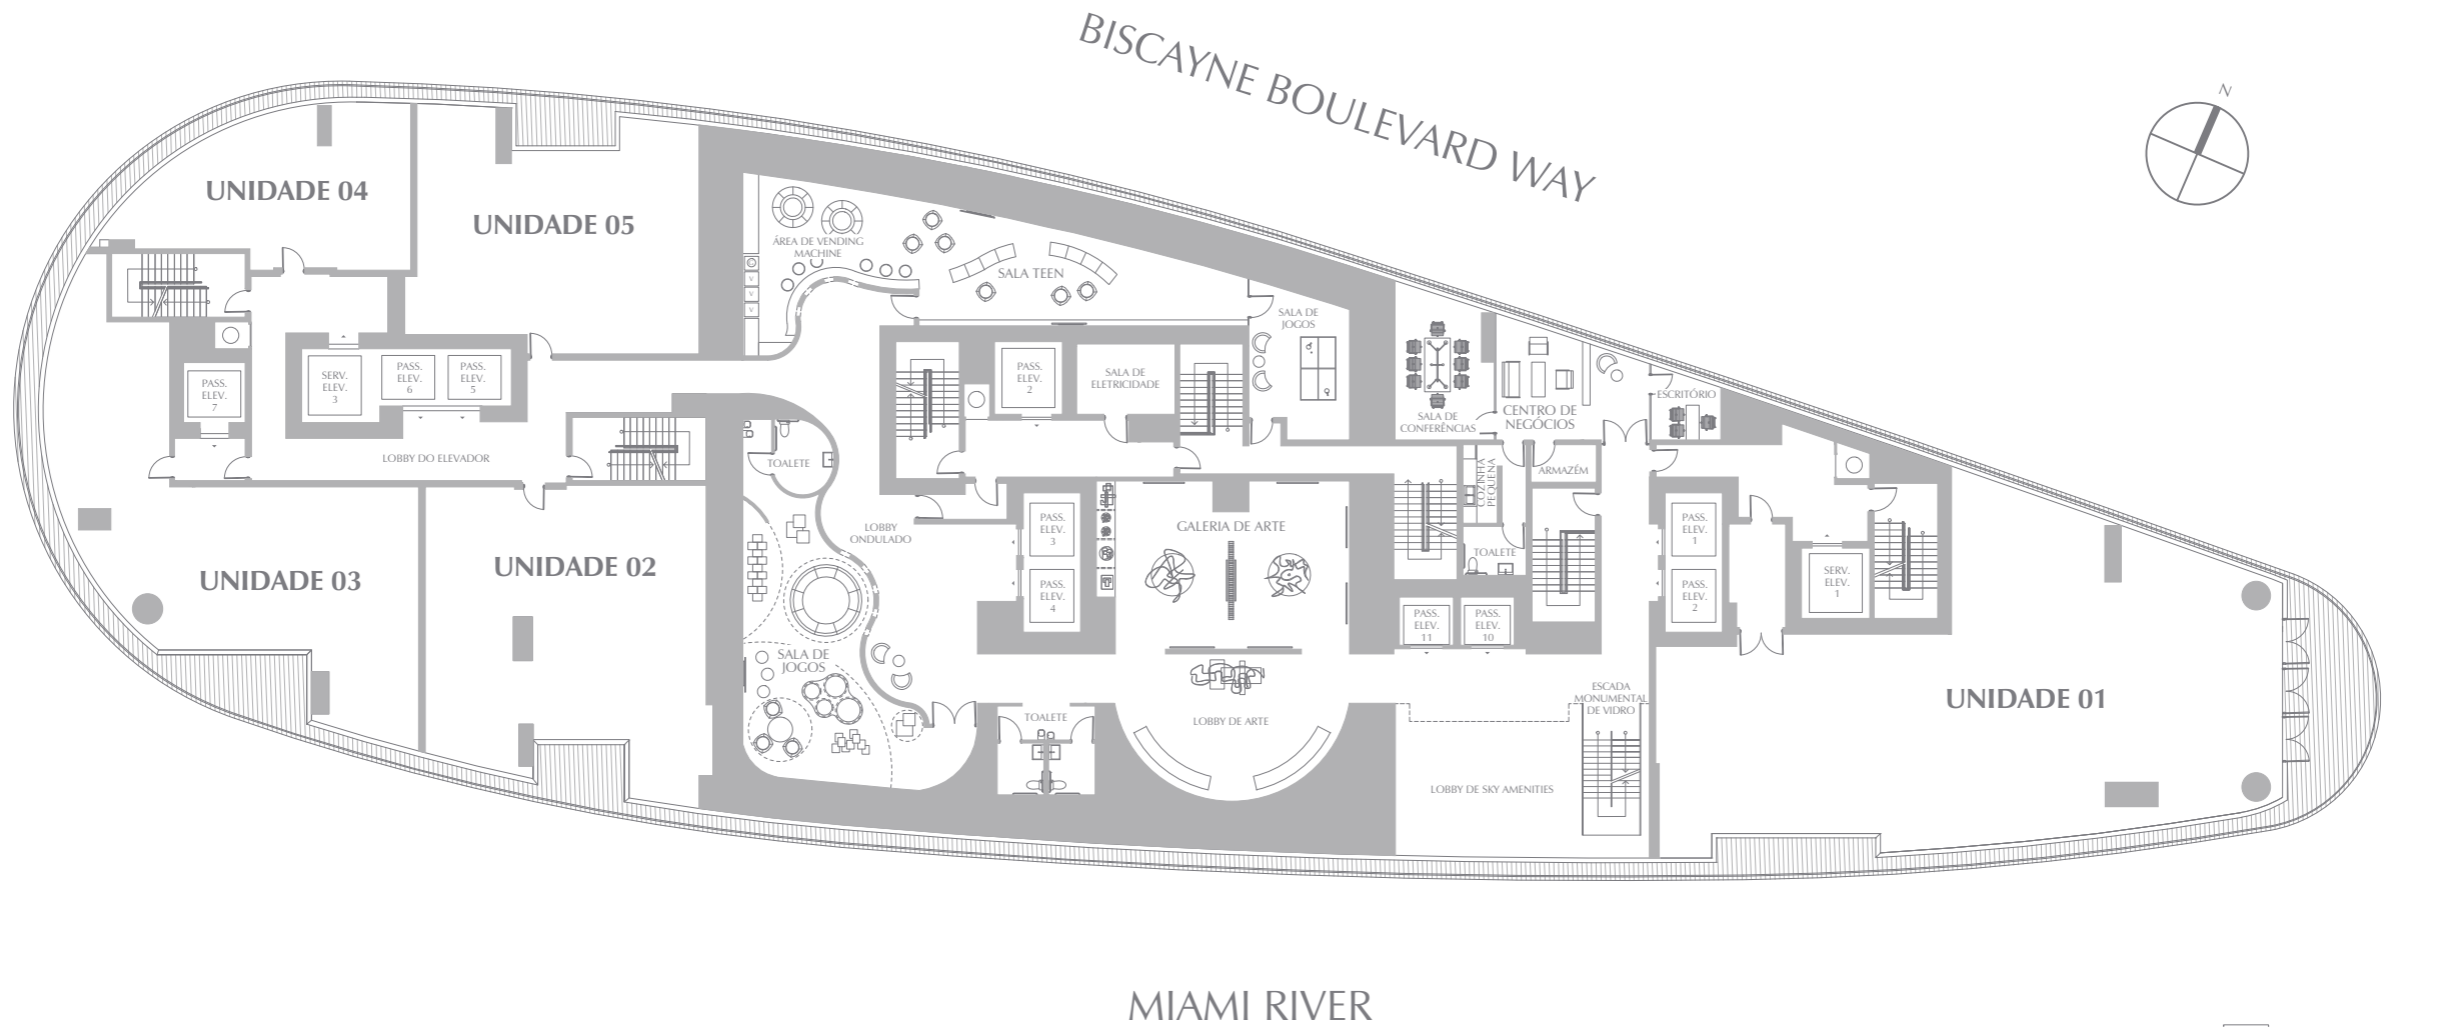 BISCAYNE BOULEVARD WAY
N
UNIDADE 04
UNIDADE 05
ÁREA DE VENDING
MACHINE
V
V
V
SALA TEEN
SALA DE
JOGOS
SERV.
ELEV.
3
PASS.
ELEV.
6
PASS.
ELEV.
5
PASS.
ELEV.
7
PASS.
ELEV.
2
SALA DE
ELETRICIDADE
SALA DE
CONFERÊNCIAS
CENTRO DE
NEGÓCIOS
ESCRITÓRIO
LOBBY DO ELEVADOR
TOALETE
COZINHA
PEQUENA
ARMAZÉM
LOBBY
ONDULADO
PASS.
ELEV.
3
GALERIA DE ARTE
TOALETE
PASS.
ELEV.
1
UNIDADE 03
UNIDADE 02
PASS.
ELEV.
4
PASS.
ELEV.
11
PASS.
ELEV.
10
PASS.
ELEV.
2
SERV.
ELEV.
1
SALA DE
JOGOS
TOALETE
LOBBY DE ARTE
ESCADA
MONUMENTAL
DE VIDRO
UNIDADE 01
LOBBY DE SKY AMENITIES
MIAMI RIVER